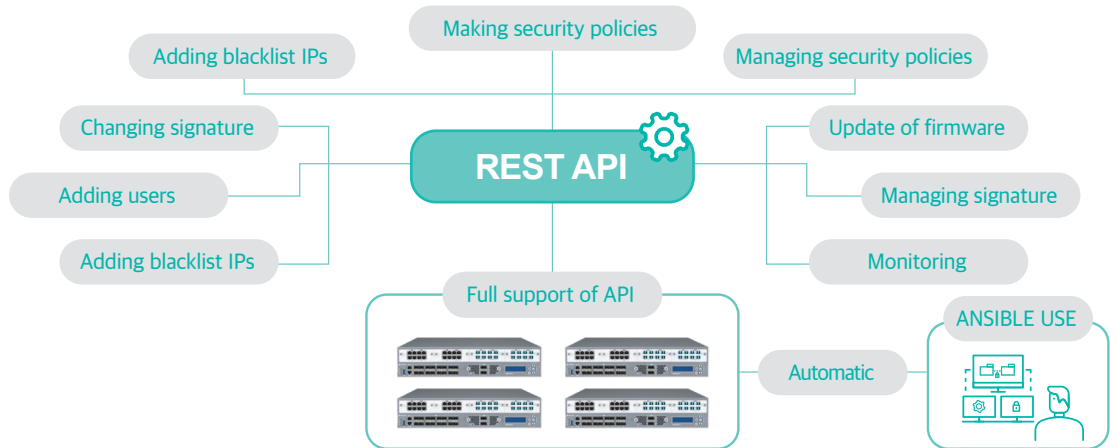 Making security policies
Adding blacklist IPs
Managing security policies
Changing signature
Update of firmware
REST API
Adding users
Managing signature
Adding blacklist IPs
Monitoring
Full support of API
ANSIBLE USE
Automatic